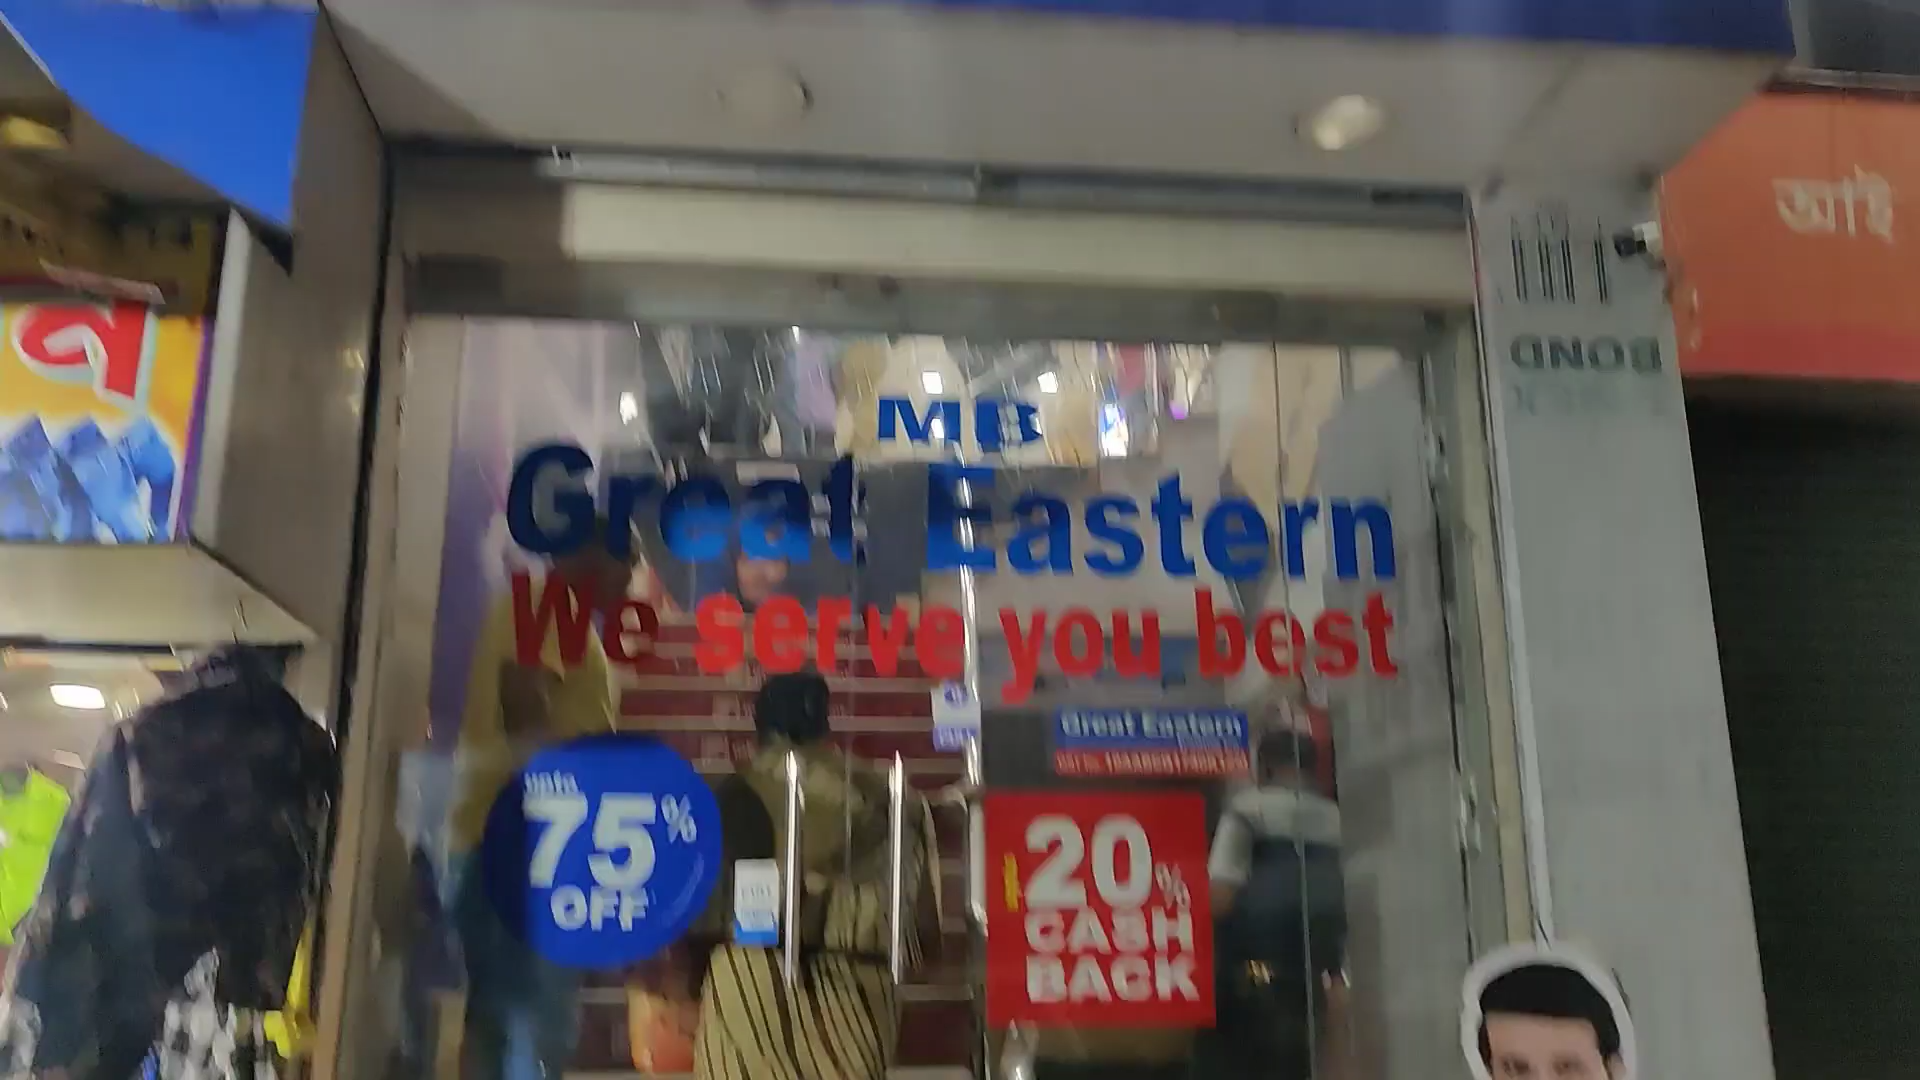 আই
BOND
MB
Great Eastern
We serve you best
Great Eastern
upto
75%
OFF
20%
CASH
BACK